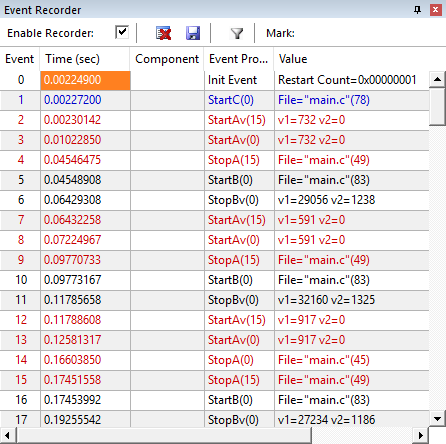 Event Recorder
Enable Recorder: Mark:
Event Time (sec) Component Event Pro... Value
0 0.00224900 Init Event Restart Count=0x00000001
1 0.00227200 StartC(0) File="main.c"(78)
2 0.00230142 StartAv(15) v1=732 v2=0
3 0.01022850 StartAv(0) v1=732 v2=0
4 0.04546475 StopA(15) File="main.c"(49)
5 0.04548908 StartB(0) File="main.c"(83)
6 0.06429308 StopBv(0) v1=29056 v2=1238
7 0.06432258 StartAv(15) v1=591 v2=0
8 0.07224967 StartAv(0) v1=591 v2=0
9 0.09770733 StopA(15) File="main.c"(49)
10 0.09773167 StartB(0) File="main.c"(83)
11 0.11785658 StopBv(0) v1=32160 v2=1325
12 0.11788608 StartAv(15) v1=917 v2=0
13 0.12581317 StartAv(0) v1=917 v2=0
14 0.16603850 StopA(0) File="main.c"(45)
15 0.17451558 StopA(15) File="main.c"(49)
16 0.17453992 StartB(0) File="main.c"(83)
17 0.19255542 StopBv(0) v1=27234 v2=1186